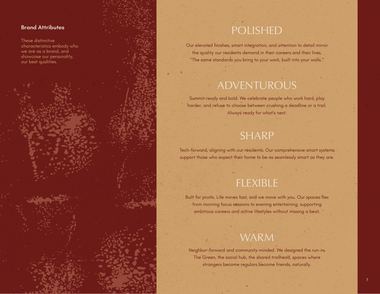 Brand Attributes
These distinctive
characteristics embody who
we are as a brand, and
showcase our personality,
our best qualities.
POLISHED
Our elevated finishes, smart integration, and attention to detail mirror
the quality our residents demand in their careers and their lives.
"The same standards you bring to your work, built into your walls."
ADVENTUROUS
Summit-ready and bold. We celebrate people who work hard, play
harder, and refuse to choose between crushing a deadline or a trail.
Always ready for what's next.
SHARP
Tech-forward, aligning with our residents. Our comprehensive smart systems
support those who expect their home to be as seamlessly smart as they are.
FLEXIBLE
Built for pivots. Life moves fast, and we move with you. Our spaces flex
from morning focus sessions to evening entertaining, supporting
ambitious careers and active lifestyles without missing a beat.
WARM
Neighbor-forward and community-minded. We designed the run-ins.
The Green, the social hub, the shared trailhead, spaces where
strangers become regulars become friends, naturally.